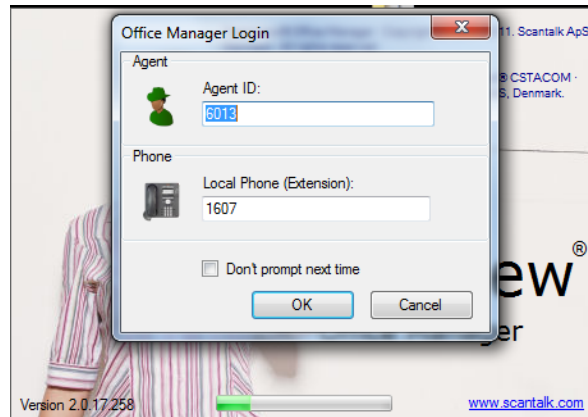 Office Manager Login
11. Scantalk ApS
® CSTACOM ·
S, Denmark.
Agent
Agent ID:
6013
Phone
Local Phone (Extension):
1607
Don't prompt next time
OK
Cancel
ew®
er
Version 2.0.17.258
www.scantalk.com